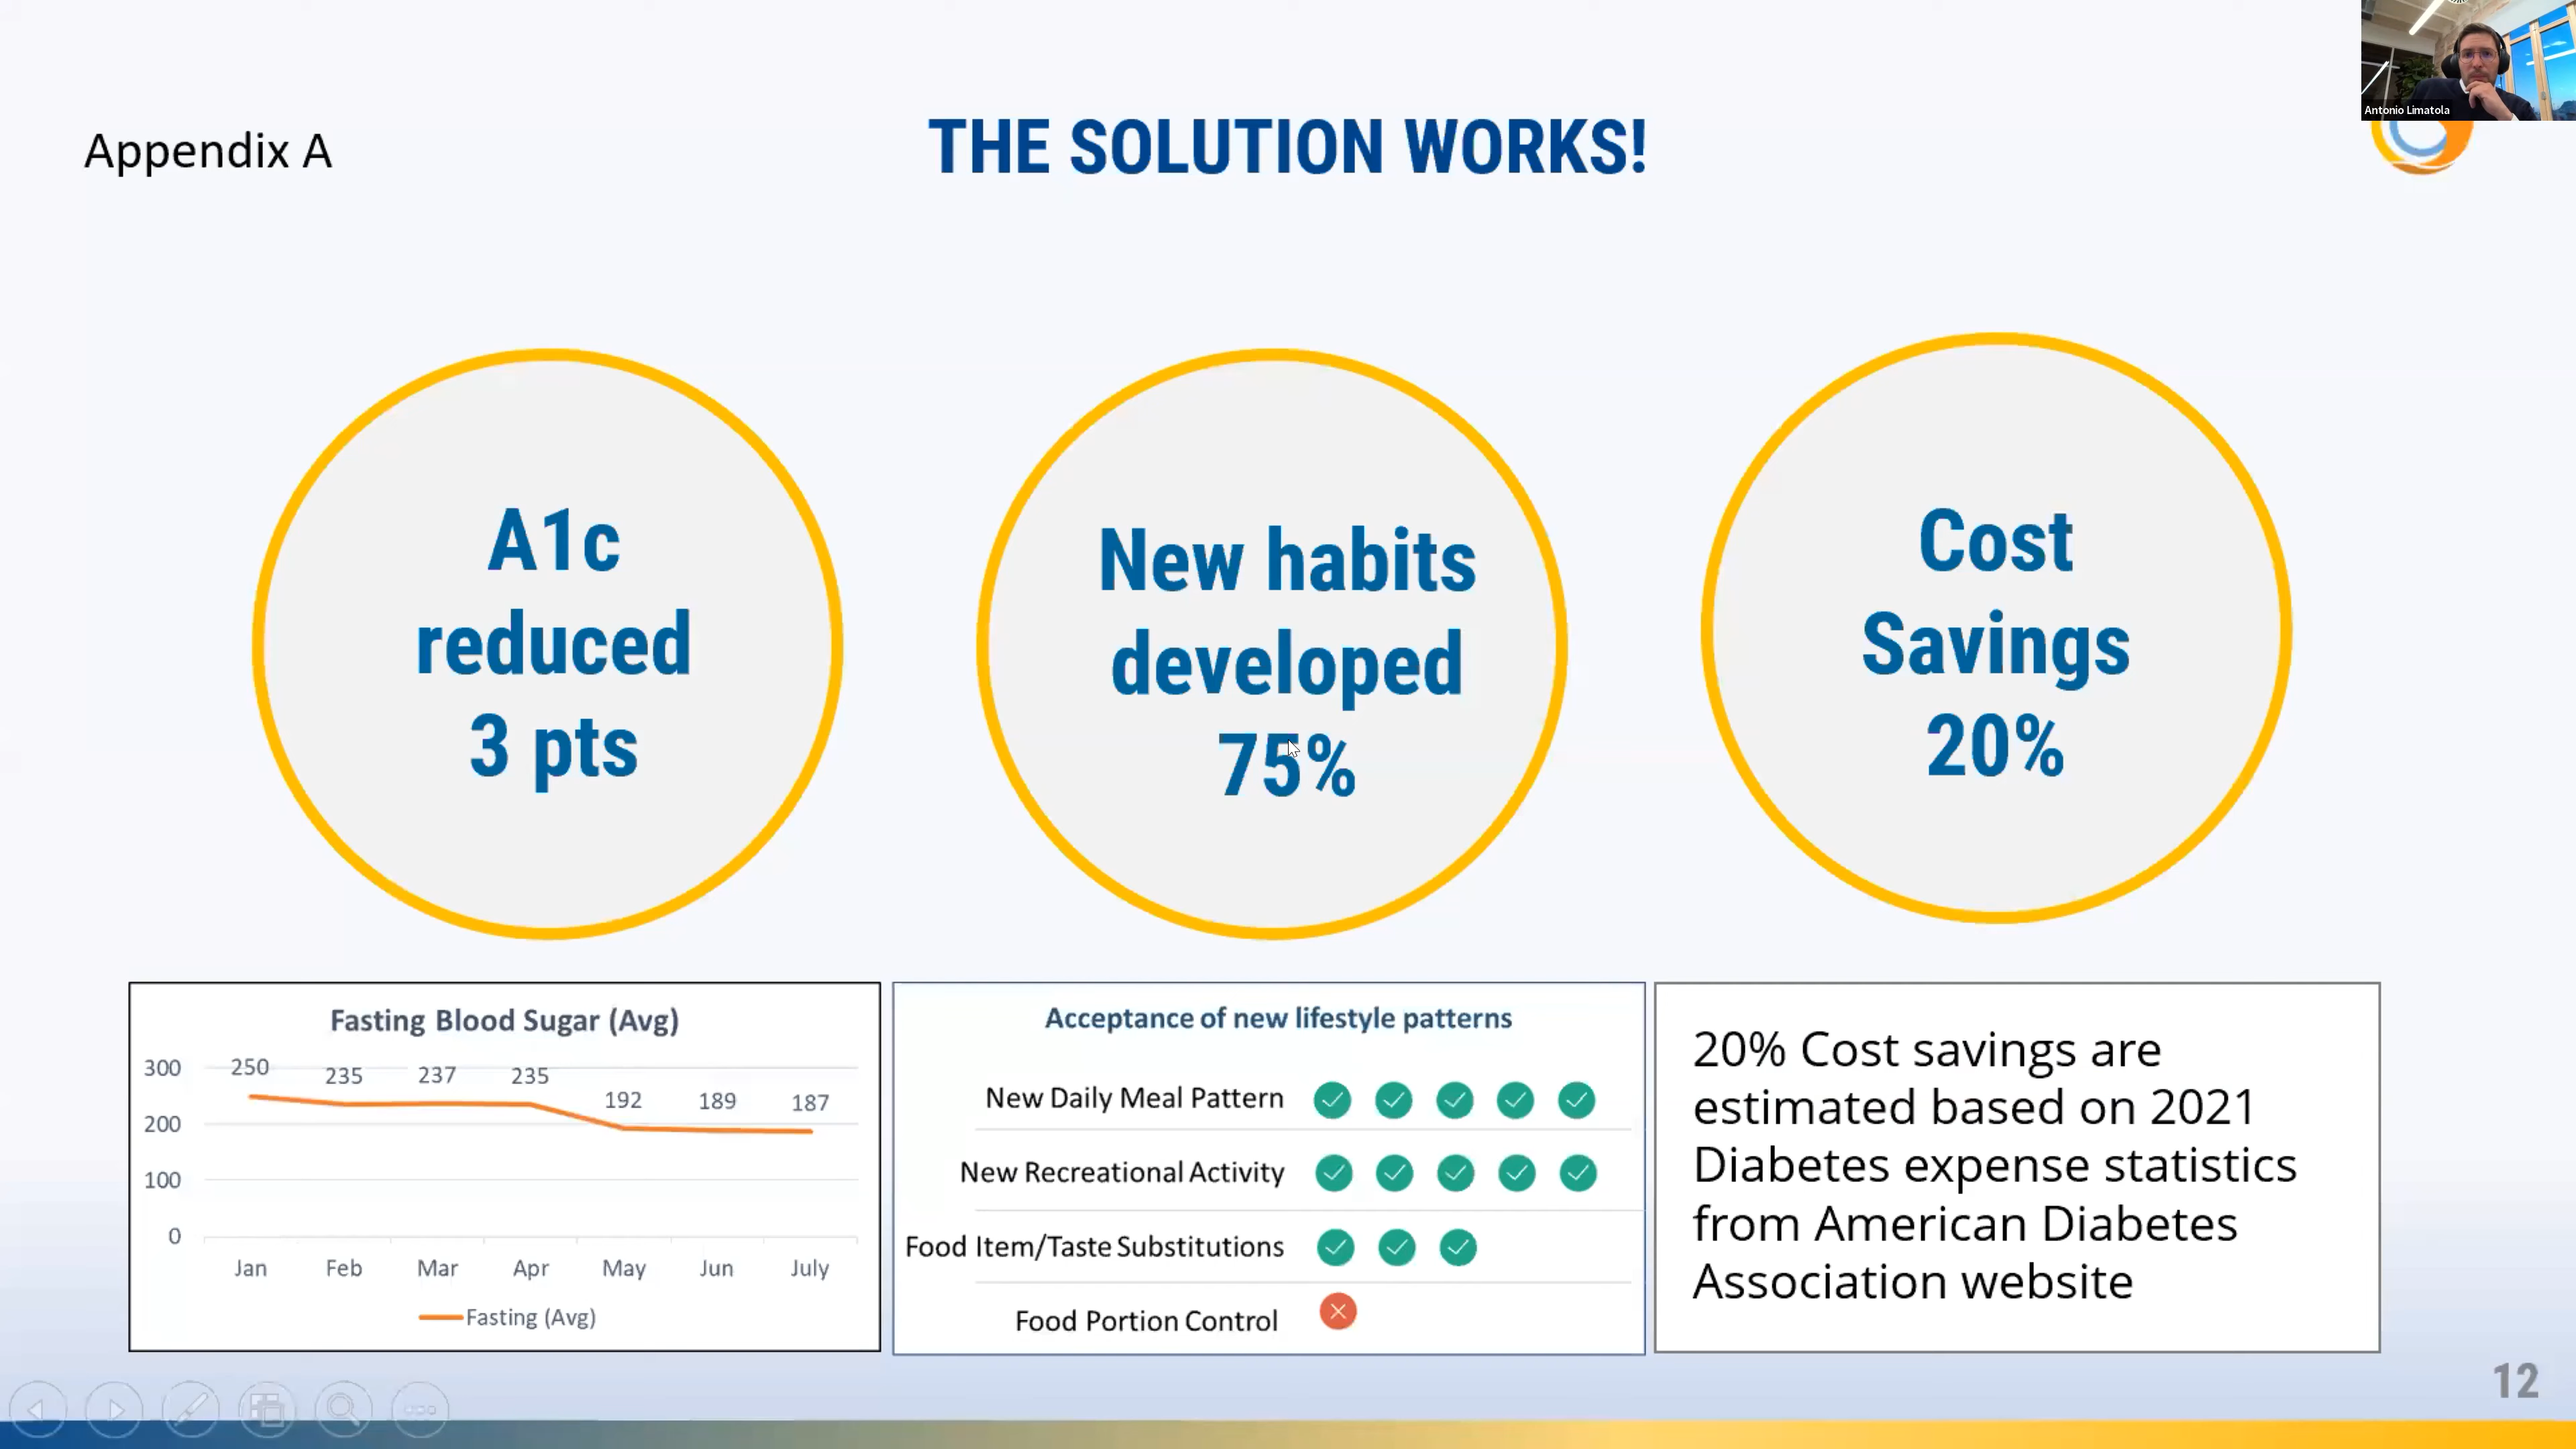 Antonio Limatola
Appendix A
THE SOLUTION WORKS!
A1c
reduced
3 pts
New habits
developed
75%
Cost
Savings
20%
Fasting Blood Sugar (Avg)
300
200
100
0
250
235
237
235
192
189
187
Jan
Feb
Mar
Apr
May
Jun
July
Fasting (Avg)
Acceptance of new lifestyle patterns
New Daily Meal Pattern
New Recreational Activity
Food Item/Taste Substitutions
Food Portion Control
20% Cost savings are
estimated based on 2021
Diabetes expense statistics
from American Diabetes
Association website
12